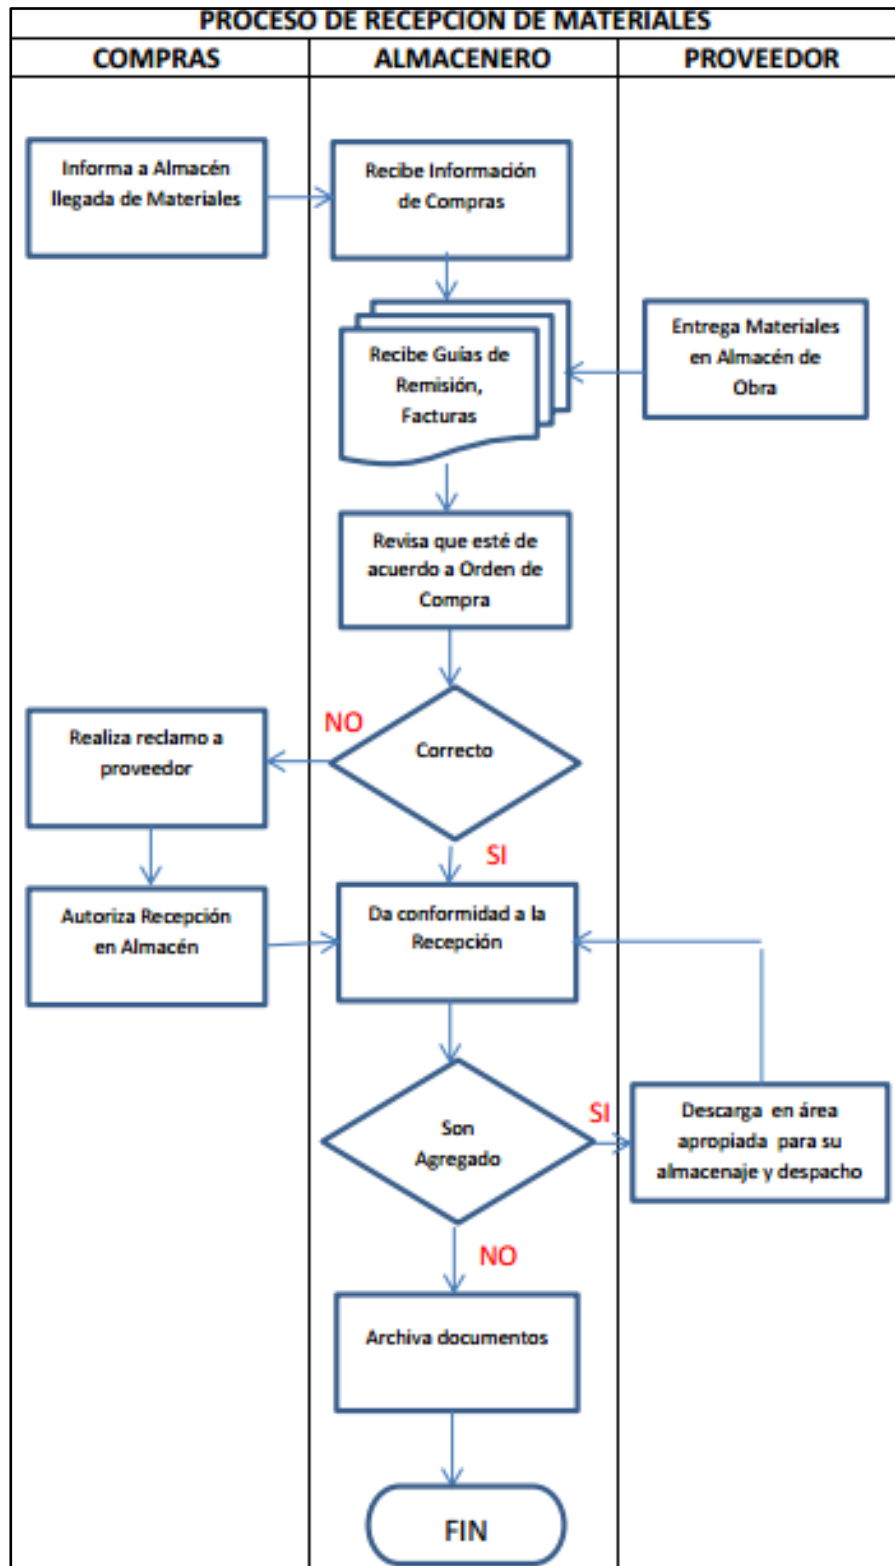 PROCESO DE RECEPCION DE MATERIALES
COMPRAS
ALMACENERO
PROVEEDOR
Informa a Almacén
llegada de Materiales
Recibe Información
de Compras
Recibe Guías de
Remisión,
Facturas
Entrega Materiales
en Almacén de
Obra
Revisa que esté de
acuerdo a Orden de
Compra
Correcto
NO
Realiza reclamo a
proveedor
SI
Autoriza Recepción
en Almacén
Da conformidad a la
Recepción
Son
Agregado
SI
Descarga en área
apropiada para su
almacenaje y despacho
NO
Archiva documentos
FIN